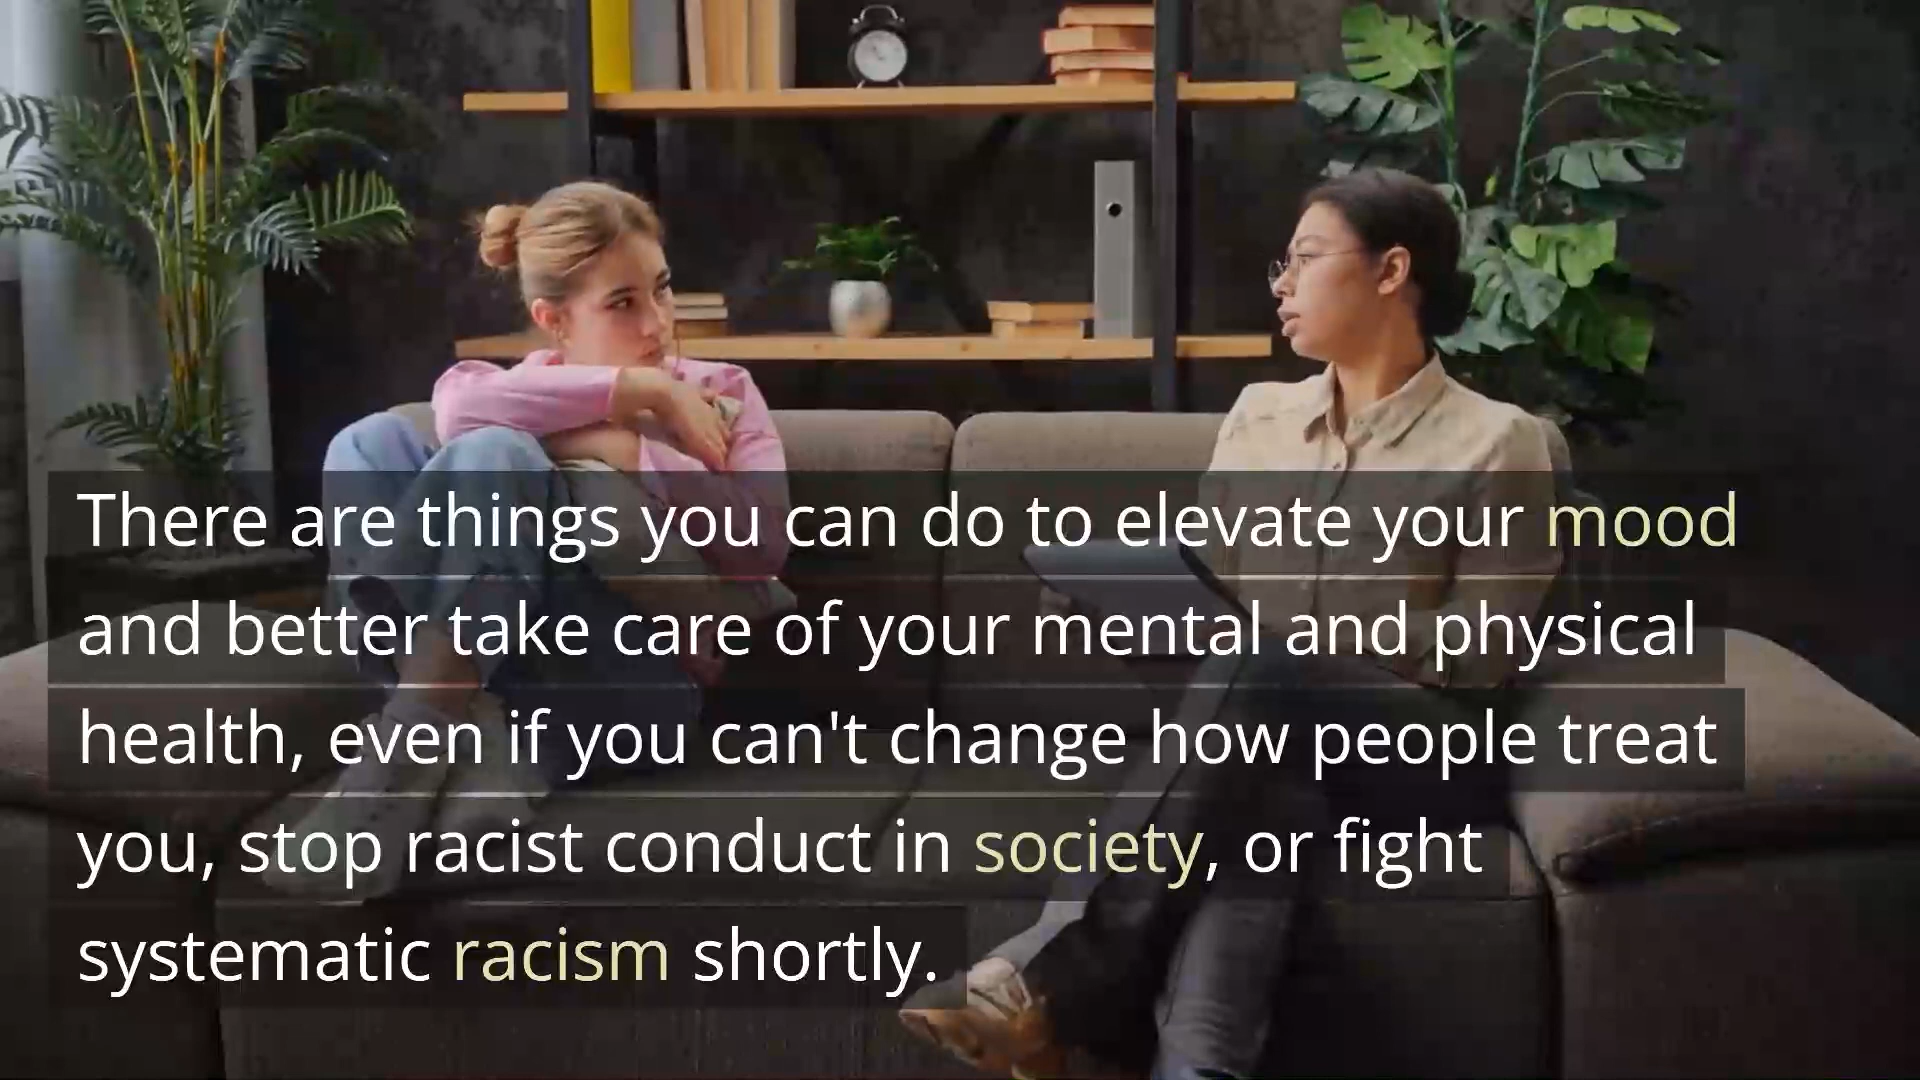 There are things you can do to elevate your mood
and better take care of your mental and physical
health, even if you can't change how people treat
you, stop racist conduct in society, or fight
systematic racism shortly.